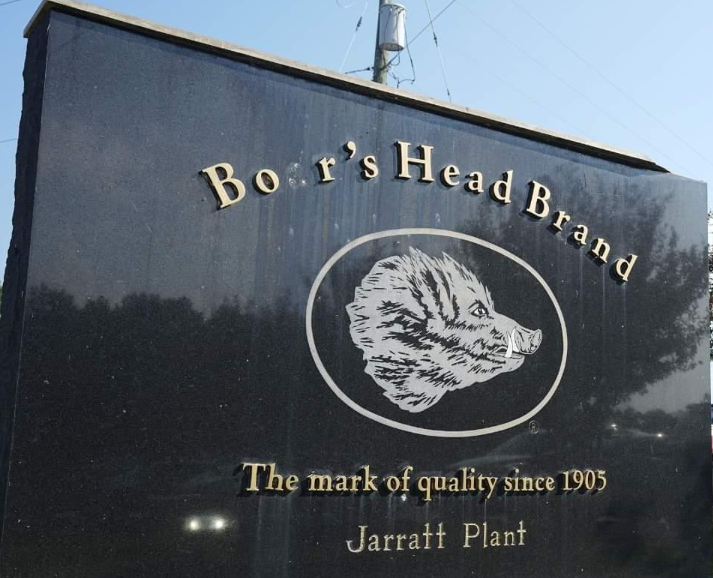 Bo r's Head Brand
®
The mark of quality since 1905
Jarratt Plant